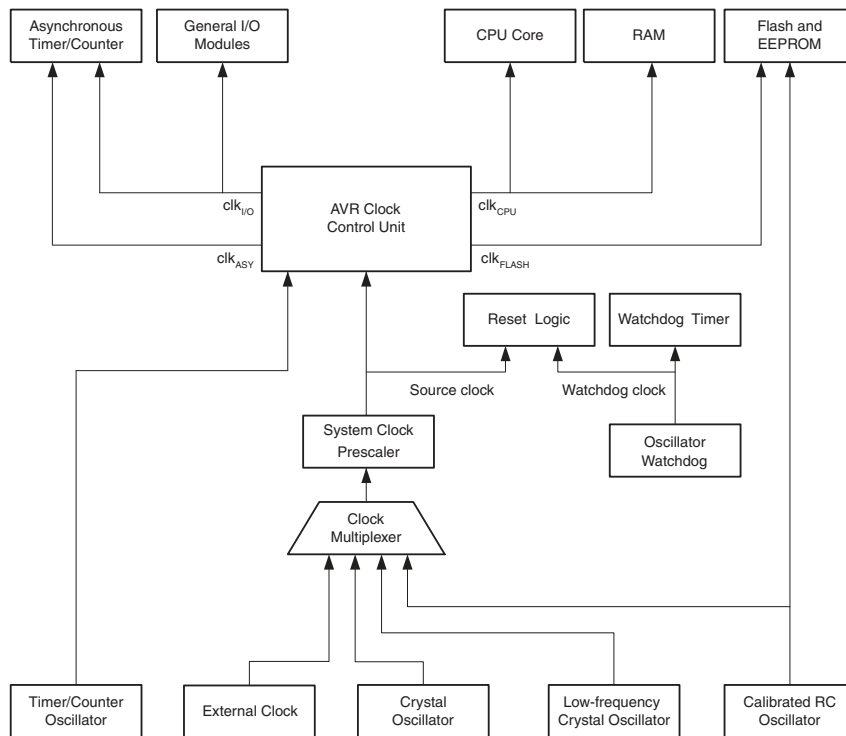 Asynchronous
Timer/Counter
General I/O
Modules
CPU Core
RAM
Flash and
EEPROM
clkI/O
AVR Clock
Control Unit
clkCPU
clkASY
clkFLASH
Reset Logic
Watchdog Timer
Source clock
Watchdog clock
System Clock
Prescaler
Oscillator
Watchdog
Clock
Multiplexer
Timer/Counter
Oscillator
External Clock
Crystal
Oscillator
Low-frequency
Crystal Oscillator
Calibrated RC
Oscillator